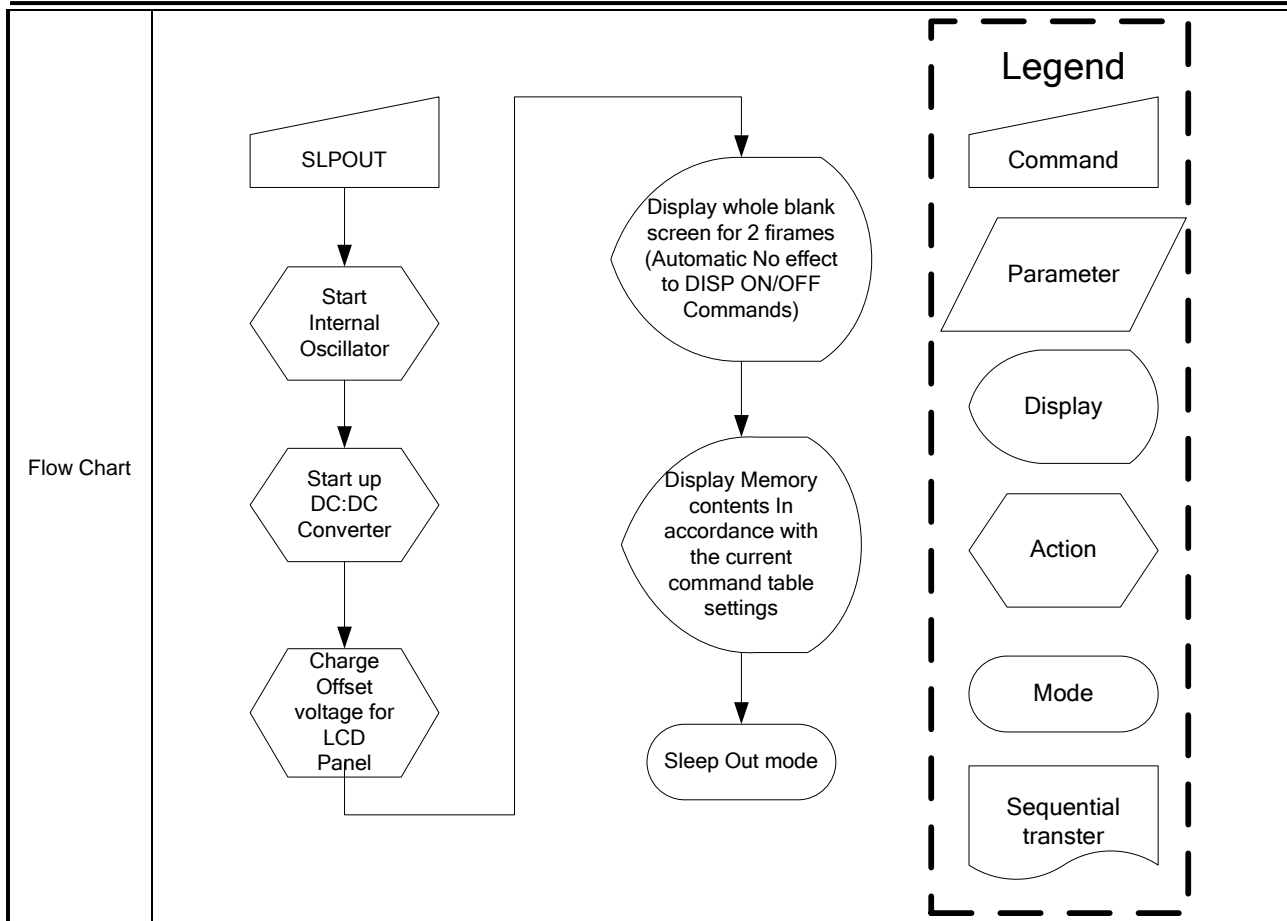 Flow Chart
SLPOUT
Start
Internal
Oscillator
Start up
DC:DC
Converter
Charge
Offset
voltage for
LCD
Panel
Display whole blank
screen for 2 firames
(Automatic No effect
to DISP ON/OFF
Commands)
Display Memory
contents In
accordance with
the current
command table
settings
Sleep Out mode
Legend
Command
Parameter
Display
Action
Mode
Sequential
transter